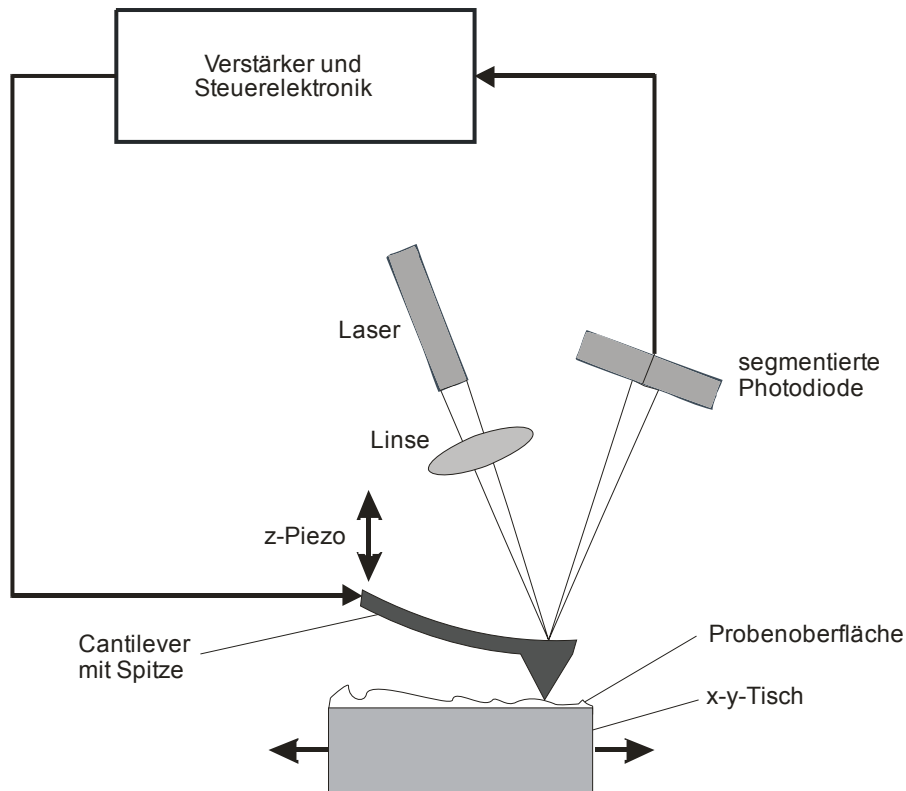 Verstärker und
Steuerelektronik
Laser
segmentierte
Photodiode
Linse
z-Piezo
Cantilever
mit Spitze
Probenoberfläche
x-y-Tisch